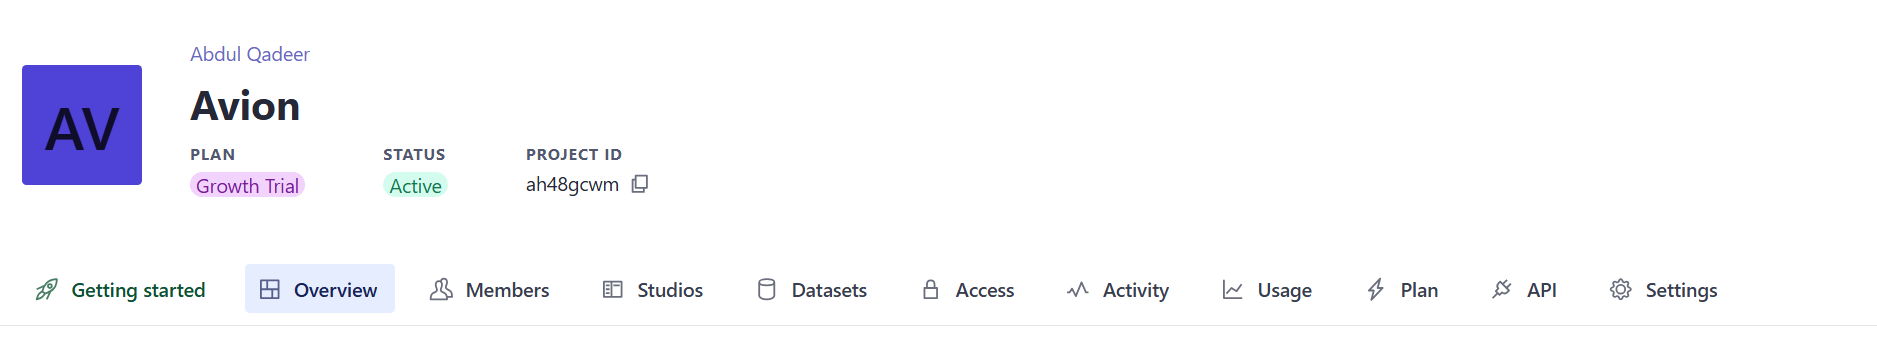 Abdul Qadeer
AV
Avion
PLAN STATUS PROJECT ID
Growth Trial Active ah48gcwm
Getting started Overview Members Studios Datasets Access Activity Usage Plan API Settings